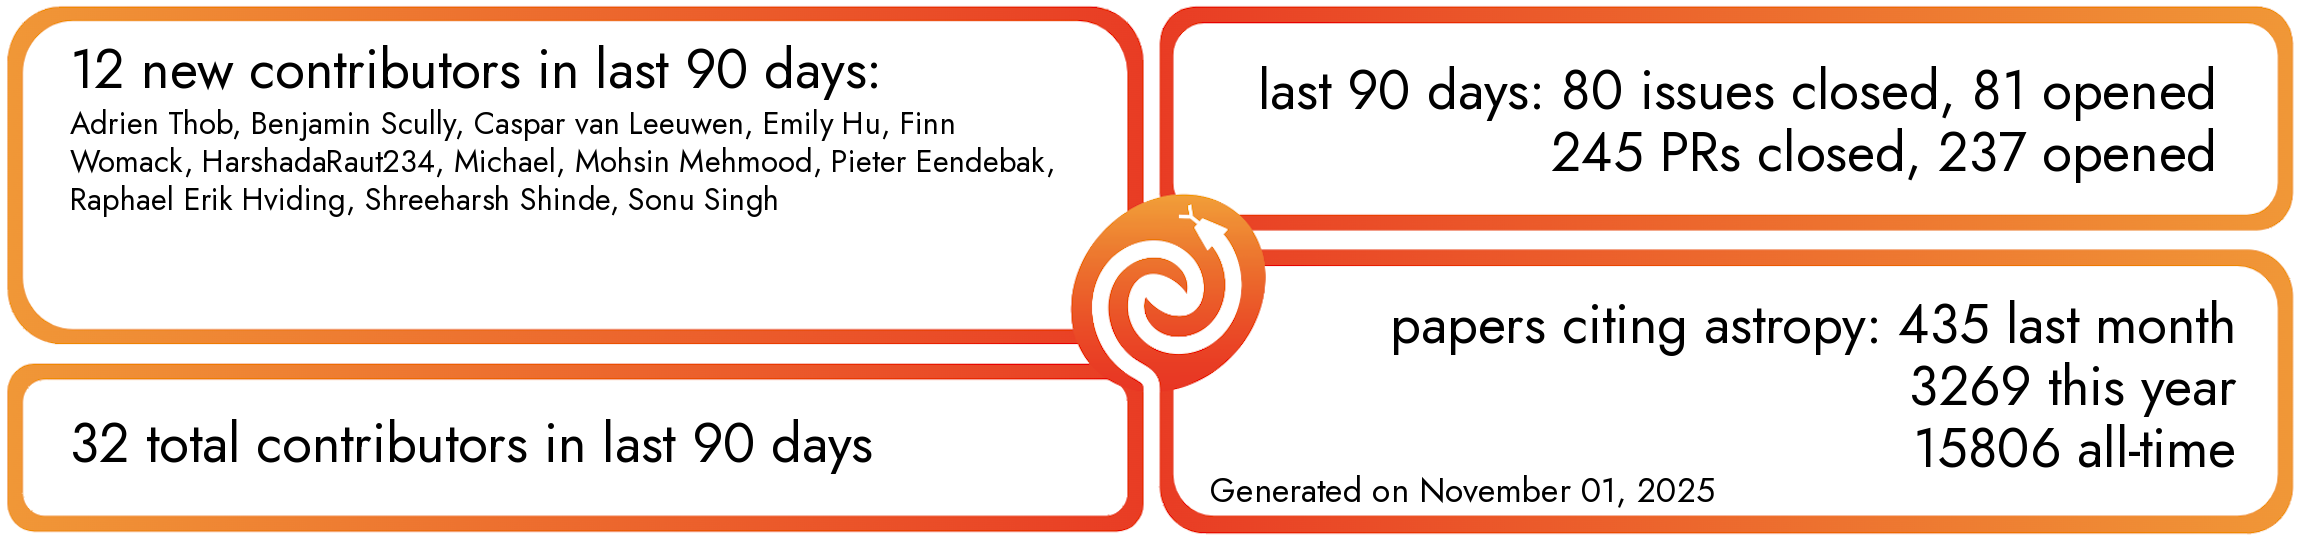 12 new contributors in last 90 days:
Adrien Thob, Benjamin Scully, Caspar van Leeuwen, Emily Hu, Finn
Womack, HarshadaRaut234, Michael, Mohsin Mehmood, Pieter Eendebak,
Raphael Erik Hviding, Shreeharsh Shinde, Sonu Singh
32 total contributors in last 90 days
last 90 days: 80 issues closed, 81 opened
245 PRs closed, 237 opened
papers citing astropy: 435 last month
3269 this year
15806 all-time
Generated on November 01, 2025